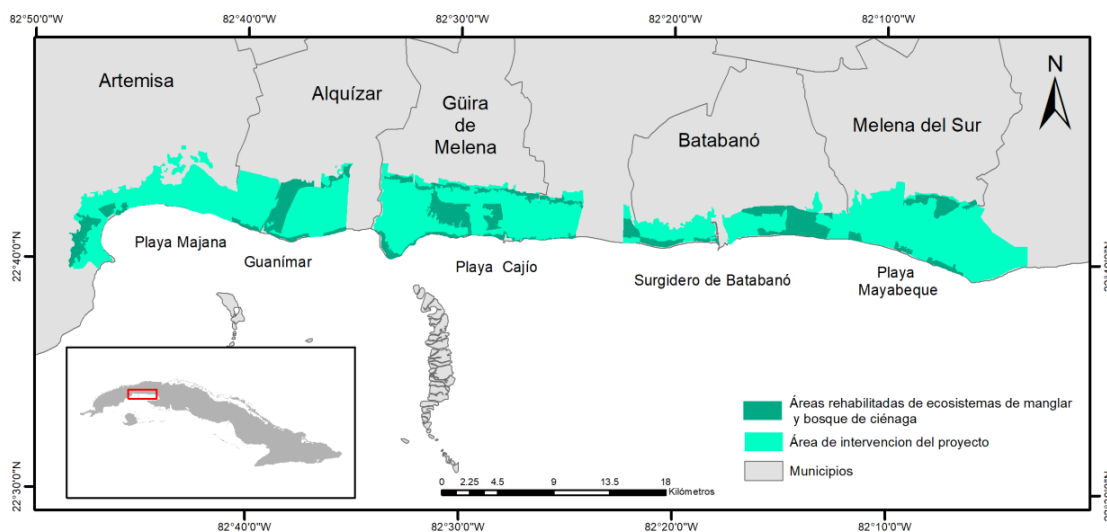 82°50'0"W
82°40'0"W
82°30'0"W
82°20'0"W
82°10'0"W
N
Artemisa
Alquízar
Güira
de
Melena
Batabanó
Melena del Sur
22°40'0"N
Playa Majana
Guanímar
Playa Cajío
Surgidero de Batabanó
Playa
Mayabeque
Áreas rehabilitadas de ecosistemas de manglar
y bosque de ciénaga
Área de intervencion del proyecto
Municipios
22°30'0"N
0 2.25 4.5 9 13.5 18
Kilómetros
82°40'0"W
82°30'0"W
82°20'0"W
82°10'0"W